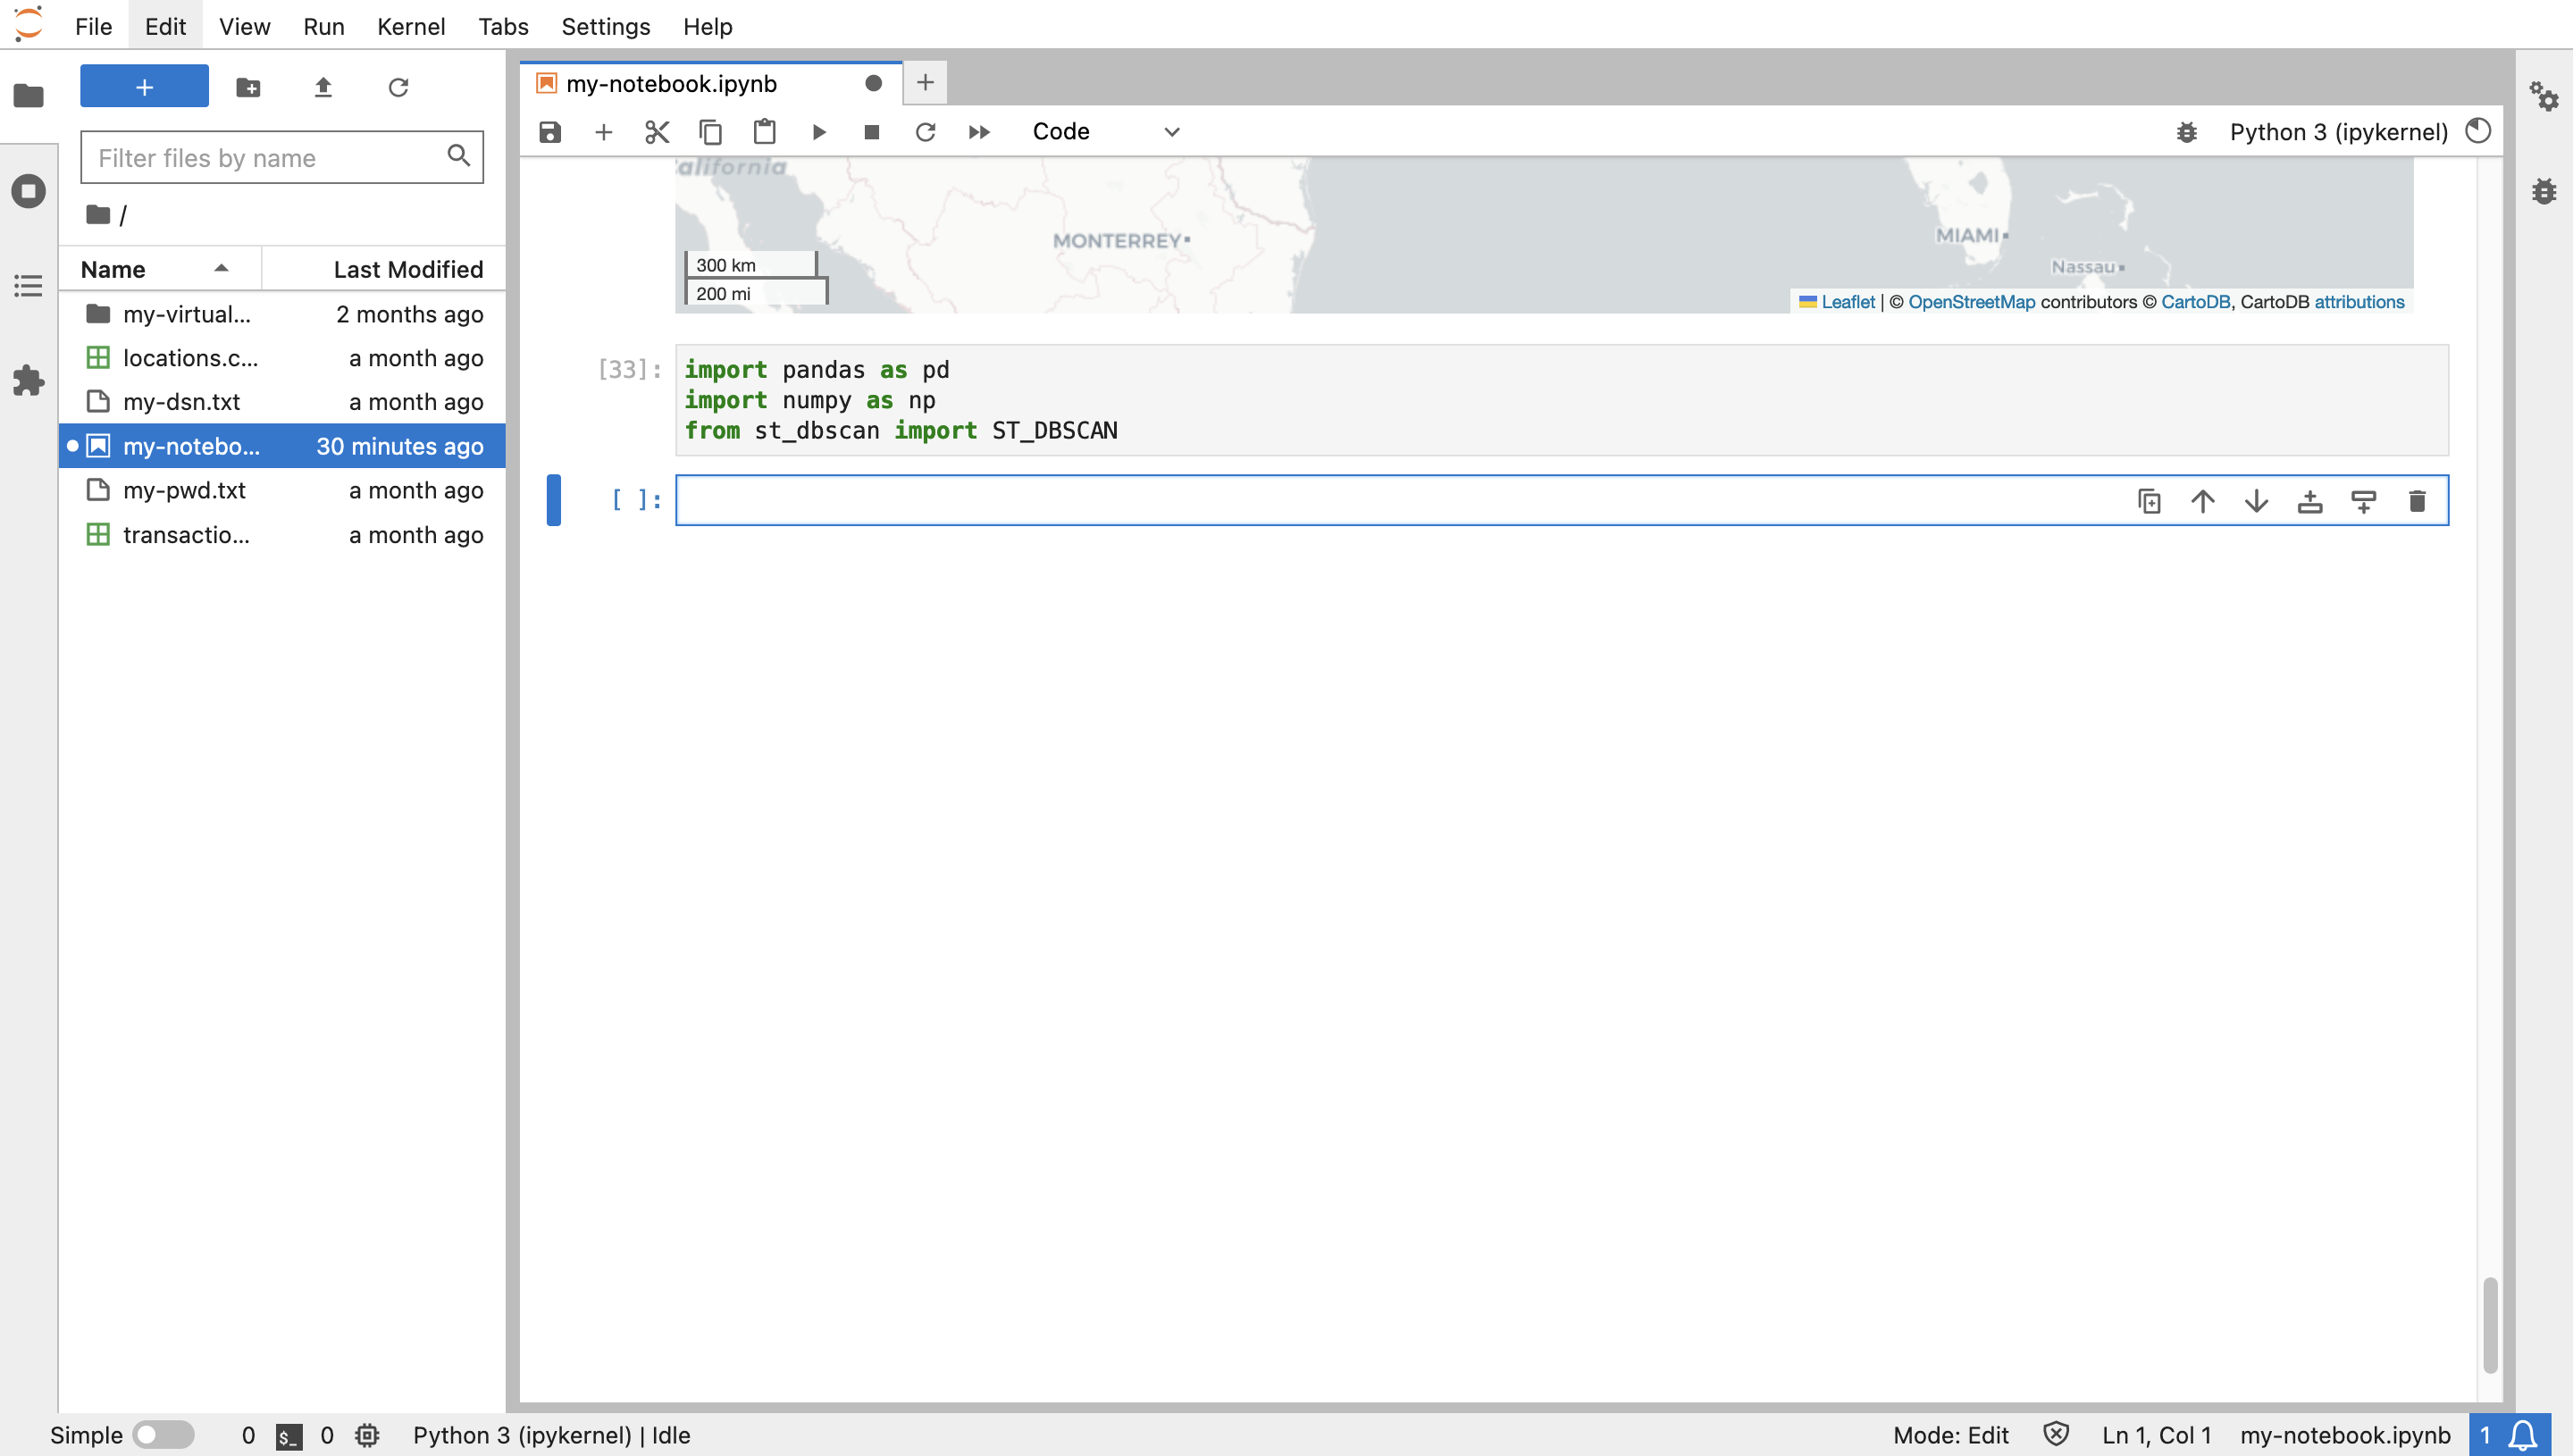 File Edit View Run Kernel Tabs Settings Help
my-notebook.ipynb
Filter files by name
/
Name Last Modified
my-virtual... 2 months ago
locations.c... a month ago
my-dsn.txt a month ago
my-notebo... 30 minutes ago
my-pwd.txt a month ago
transactio... a month ago
Code
Python 3 (ipykernel)
alifornia
MONTERREY
MIAMI
Nassau
300 km
200 mi
Leaflet | © OpenStreetMap contributors © CartoDB, CartoDB attributions
[33]:
import pandas as pd
import numpy as np
from st_dbscan import ST_DBSCAN
[ ]:
Simple 0 $_ 0 Python 3 (ipykernel) | Idle
Mode: Edit Ln 1, Col 1 my-notebook.ipynb 1